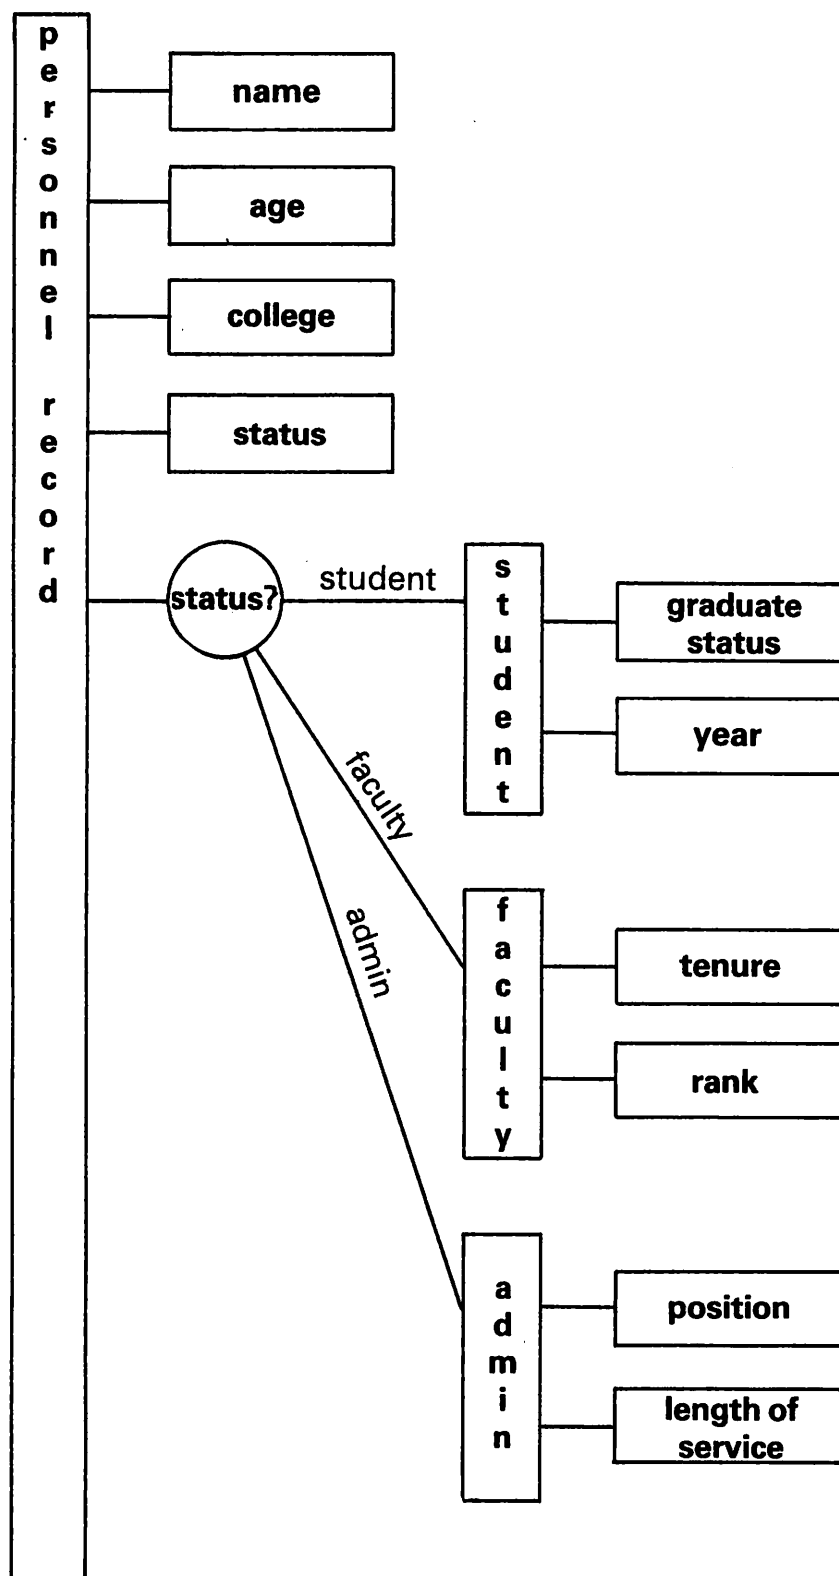 personnel record
name
age
college
status
status?
student
student
graduate
status
year
faculty
faculty
tenure
rank
admin
admin
position
length of
service